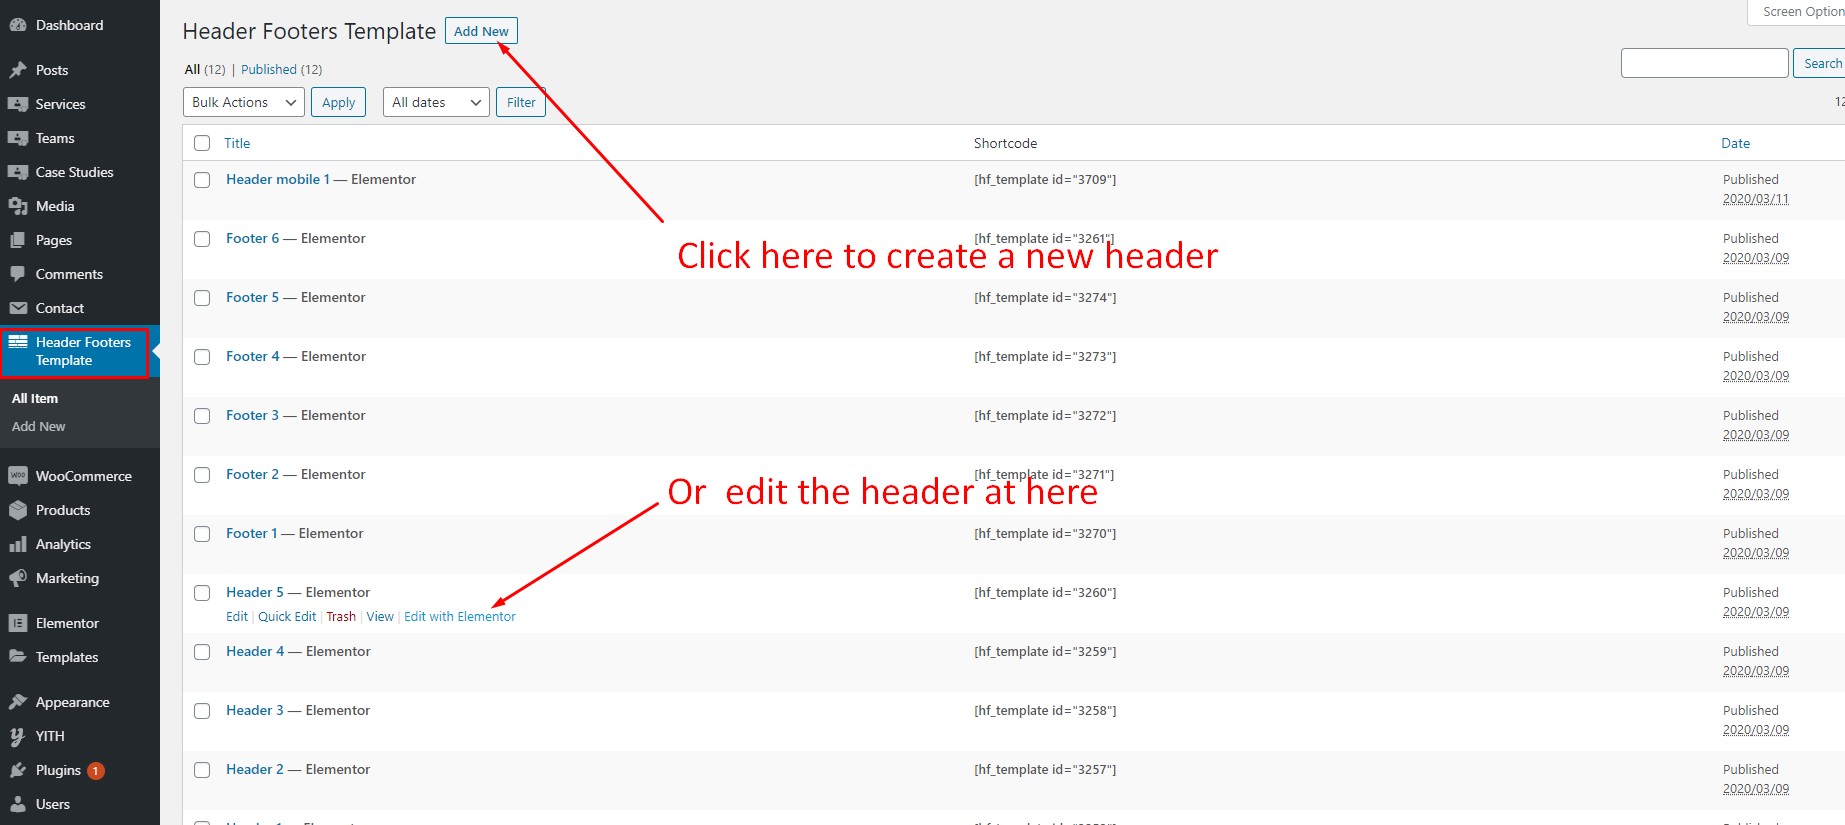 Dashboard
Posts
Services
Teams
Case Studies
Media
Pages
Comments
Contact
Header Footers
Template
All Item
Add New
WooCommerce
Products
Analytics
Marketing
Elementor
Templates
Appearance
YITH
Plugins 1
Users
Screen Option
Header Footers Template Add New
All (12) | Published (12)
Search
Bulk Actions Apply All dates Filter
Title Shortcode Date
Header mobile 1 — Elementor [hf_template id="3709"] Published
2020/03/11
Footer 6 — Elementor [hf_template id="3261"] Published
2020/03/09
Click here to create a new header
Footer 5 — Elementor [hf_template id="3274"] Published
2020/03/09
Footer 4 — Elementor [hf_template id="3273"] Published
2020/03/09
Footer 3 — Elementor [hf_template id="3272"] Published
2020/03/09
Footer 2 — Elementor [hf_template id="3271"] Published
2020/03/09
Or edit the header at here
Footer 1 — Elementor [hf_template id="3270"] Published
2020/03/09
Header 5 — Elementor [hf_template id="3260"] Published
2020/03/09
Edit | Quick Edit | Trash | View | Edit with Elementor
Header 4 — Elementor [hf_template id="3259"] Published
2020/03/09
Header 3 — Elementor [hf_template id="3258"] Published
2020/03/09
Header 2 — Elementor [hf_template id="3257"] Published
2020/03/09